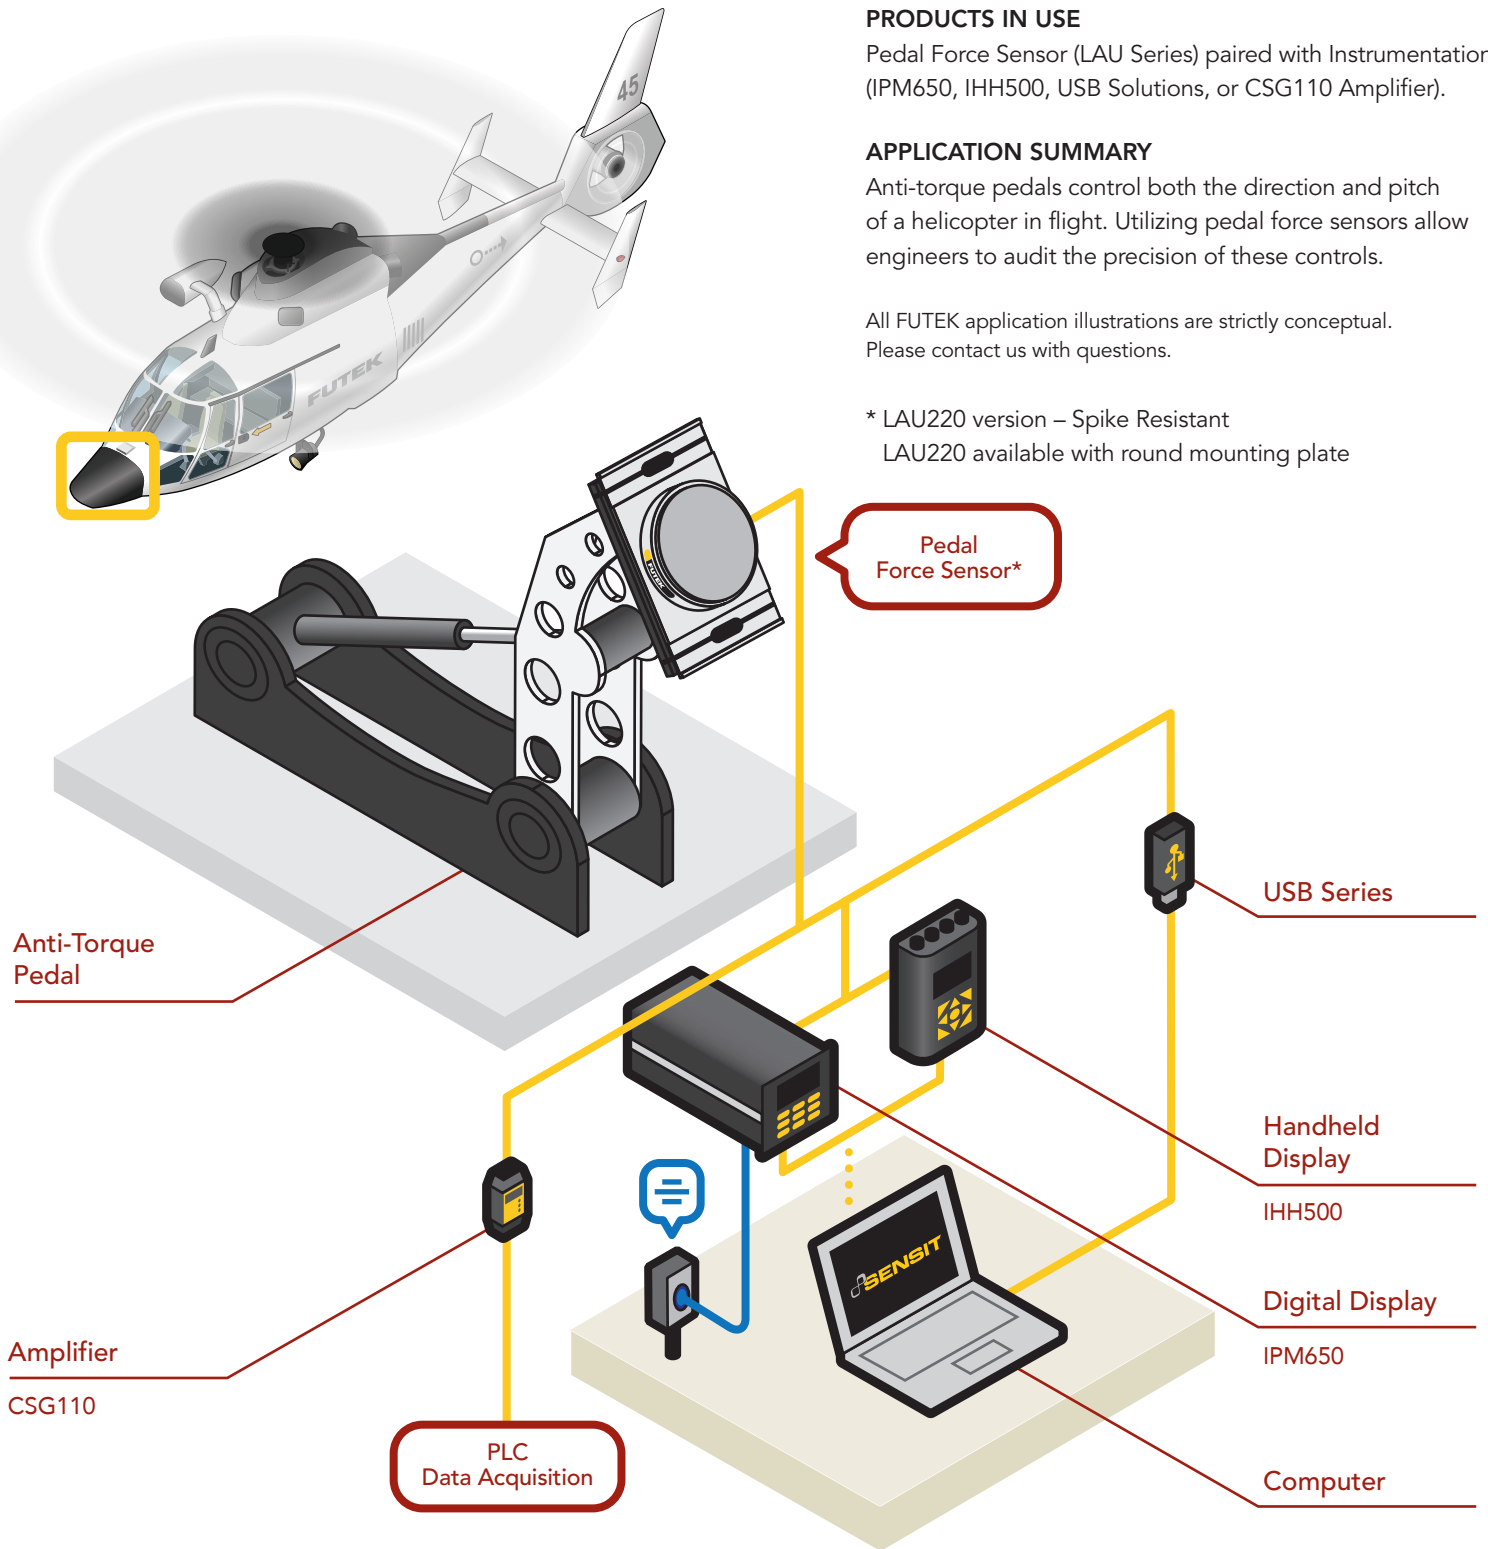 PRODUCTS IN USE
Pedal Force Sensor (LAU Series) paired with Instrumentation
(IPM650, IHH500, USB Solutions, or CSG110 Amplifier).
APPLICATION SUMMARY
Anti-torque pedals control both the direction and pitch
of a helicopter in flight. Utilizing pedal force sensors allow
engineers to audit the precision of these controls.
All FUTEK application illustrations are strictly conceptual.
Please contact us with questions.
* LAU220 version – Spike Resistant
LAU220 available with round mounting plate
45
FUTEK
FUTEK
Pedal
Force Sensor*
USB Series
Anti-Torque
Pedal
Handheld
Display
IHH500
SENSIT
Digital Display
IPM650
Amplifier
CSG110
PLC
Data Acquisition
Computer